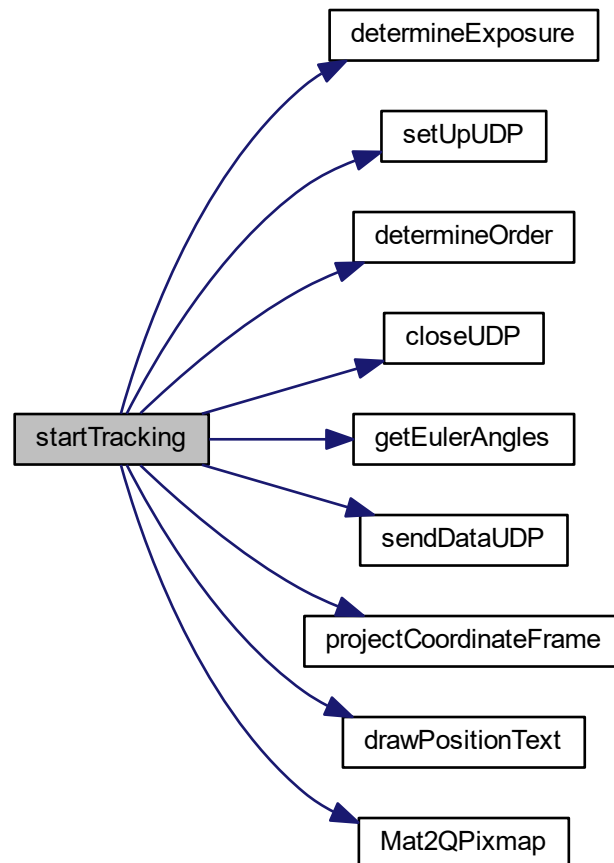 determineExposure
setUpUDP
determineOrder
closeUDP
startTracking
getEulerAngles
sendDataUDP
projectCoordinateFrame
drawPositionText
Mat2QPixmap